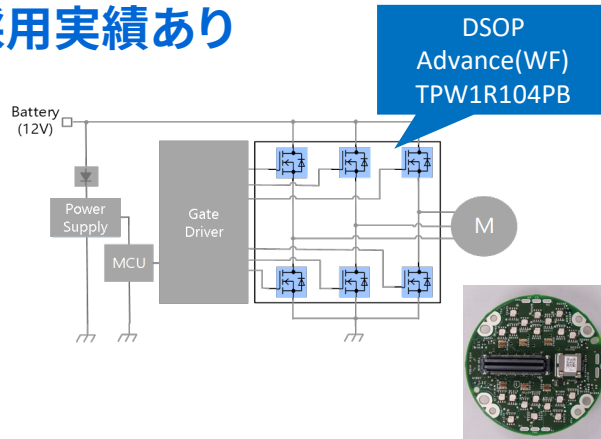 採用実績あり
DSOP
Advance(WF)
TPW1R104PB
Battery
(12V)
Power
Supply
MCU
Gate
Driver
M